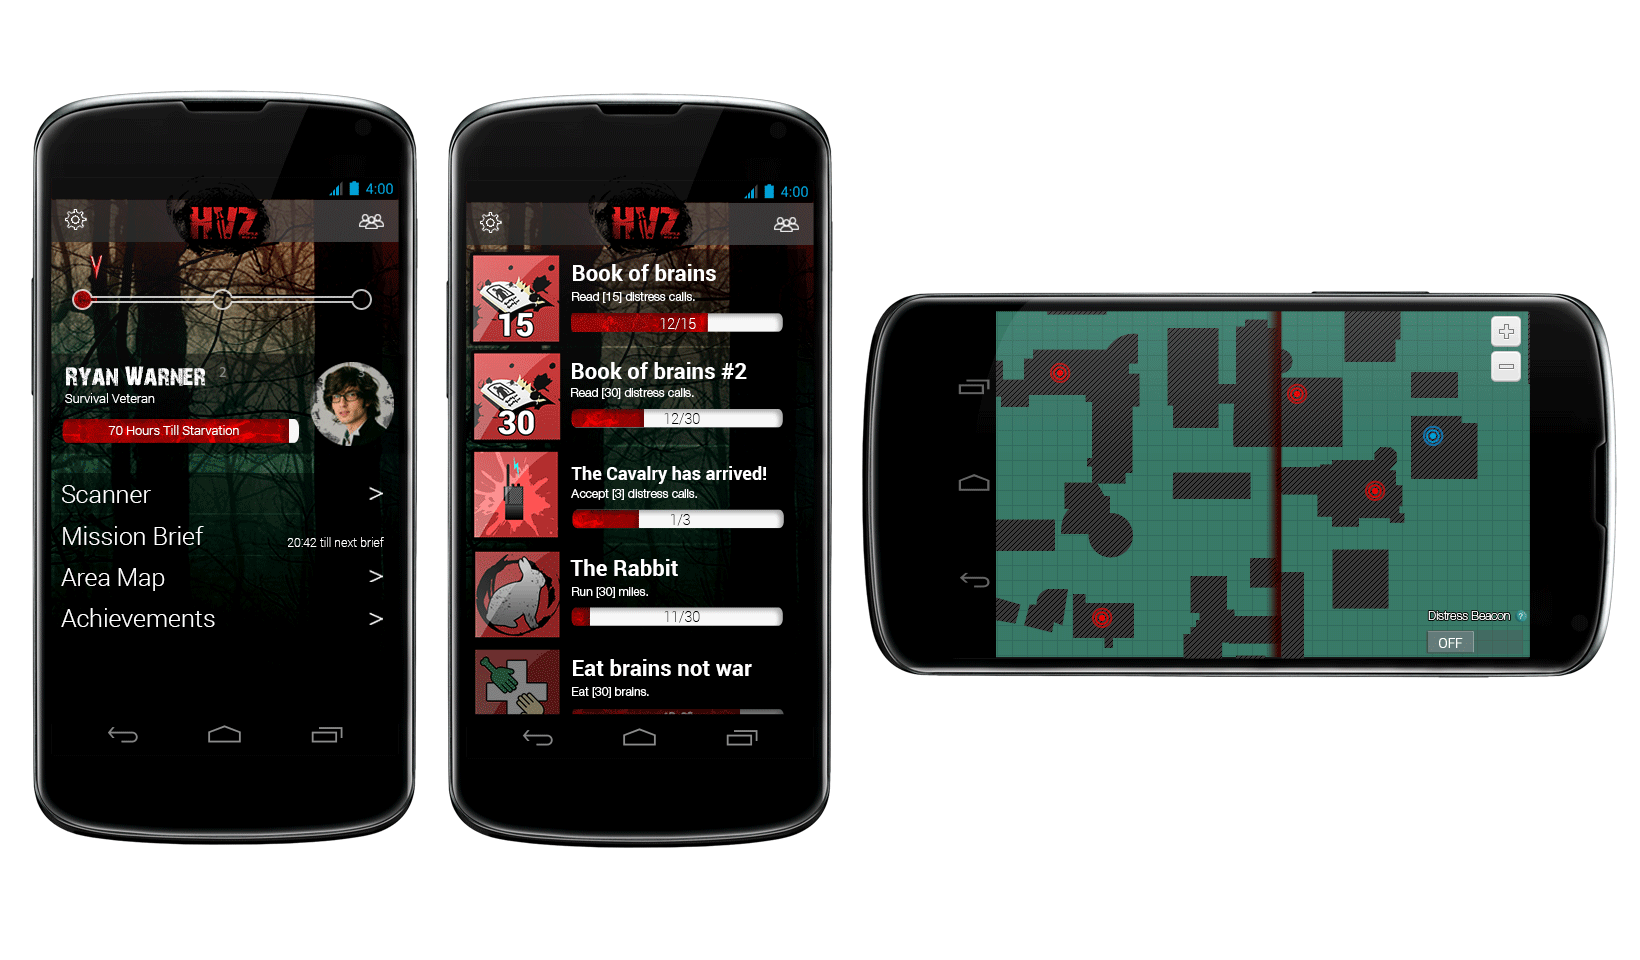 4:00
HVZ
RYAN WARNER 2
Survival Veteran
70 Hours Till Starvation
Scanner >
Mission Brief
20:42 till next brief
Area Map >
Achievements >
4:00
HVZ
15
Book of brains
Read [15] distress calls.
12/15
30
Book of brains #2
Read [30] distress calls.
12/30
The Cavalry has arrived!
Accept [3] distress calls.
1/3
The Rabbit
Run [30] miles.
11/30
Eat brains not war
Eat [30] brains.
Distress Beacon ?
OFF